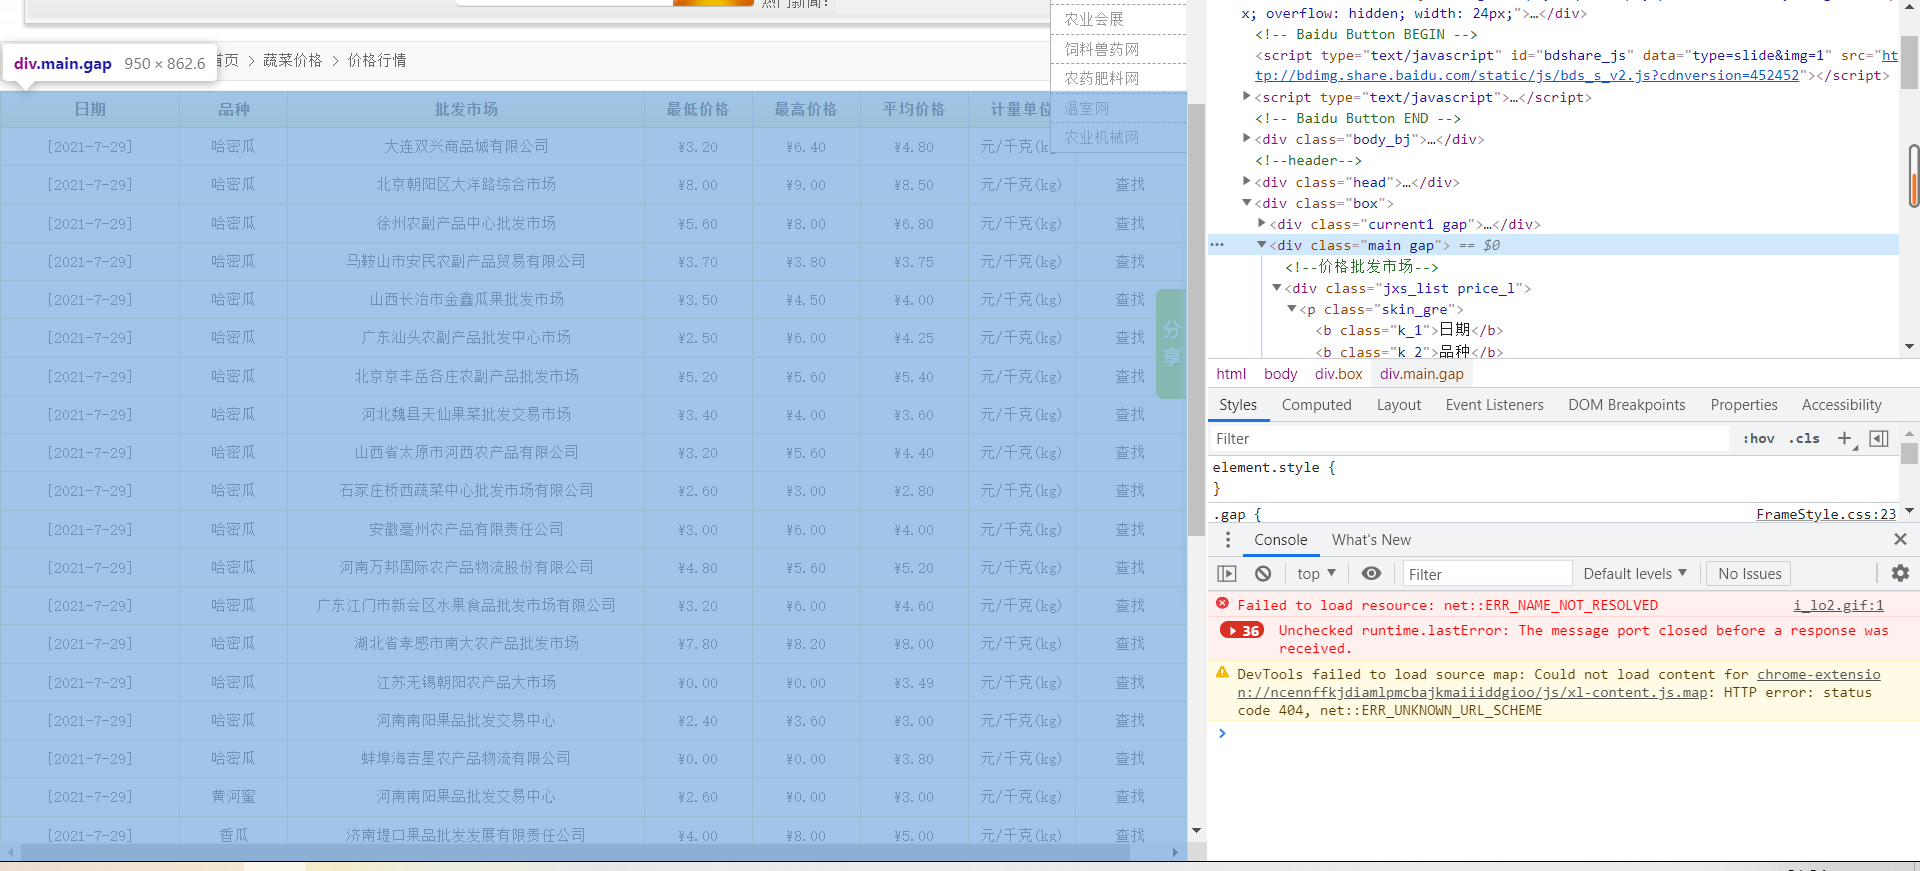 热门新闻：
农业会展
饲料兽药网
农药肥料网
温室网
农业机械网
div.main.gap 950 × 862.6
首页 > 蔬菜价格 > 价格行情
日期 品种 批发市场 最低价格 最高价格 平均价格 计量单位
[2021-7-29] 哈密瓜 大连双兴商品城有限公司 ¥3.20 ¥6.40 ¥4.80 元/千克(kg)
[2021-7-29] 哈密瓜 北京朝阳区大洋路综合市场 ¥8.00 ¥9.00 ¥8.50 元/千克(kg) 查找
[2021-7-29] 哈密瓜 徐州农副产品中心批发市场 ¥5.60 ¥8.00 ¥6.80 元/千克(kg) 查找
[2021-7-29] 哈密瓜 马鞍山市安民农副产品贸易有限公司 ¥3.70 ¥3.80 ¥3.75 元/千克(kg) 查找
[2021-7-29] 哈密瓜 山西长治市金鑫瓜果批发市场 ¥3.50 ¥4.50 ¥4.00 元/千克(kg) 查找
[2021-7-29] 哈密瓜 广东汕头农副产品批发中心市场 ¥2.50 ¥6.00 ¥4.25 元/千克(kg) 查找
[2021-7-29] 哈密瓜 北京京丰岳各庄农副产品批发市场 ¥5.20 ¥5.60 ¥5.40 元/千克(kg) 查找
[2021-7-29] 哈密瓜 河北魏县天仙果菜批发交易市场 ¥3.40 ¥4.00 ¥3.60 元/千克(kg) 查找
[2021-7-29] 哈密瓜 山西省太原市河西农产品有限公司 ¥3.20 ¥5.60 ¥4.40 元/千克(kg) 查找
[2021-7-29] 哈密瓜 石家庄桥西蔬菜中心批发市场有限公司 ¥2.60 ¥3.00 ¥2.80 元/千克(kg) 查找
[2021-7-29] 哈密瓜 安徽亳州农产品有限责任公司 ¥3.00 ¥6.00 ¥4.00 元/千克(kg) 查找
[2021-7-29] 哈密瓜 河南万邦国际农产品物流股份有限公司 ¥4.80 ¥5.60 ¥5.20 元/千克(kg) 查找
[2021-7-29] 哈密瓜 广东江门市新会区水果食品批发市场有限公司 ¥3.20 ¥6.00 ¥4.60 元/千克(kg) 查找
[2021-7-29] 哈密瓜 湖北省孝感市南大农产品批发市场 ¥7.80 ¥8.20 ¥8.00 元/千克(kg) 查找
[2021-7-29] 哈密瓜 江苏无锡朝阳农产品大市场 ¥0.00 ¥0.00 ¥3.49 元/千克(kg) 查找
[2021-7-29] 哈密瓜 河南南阳果品批发交易中心 ¥2.40 ¥3.60 ¥3.00 元/千克(kg) 查找
[2021-7-29] 哈密瓜 蚌埠海吉星农产品物流有限公司 ¥0.00 ¥0.00 ¥3.80 元/千克(kg) 查找
[2021-7-29] 黄河蜜 河南南阳果品批发交易中心 ¥2.60 ¥0.00 ¥3.00 元/千克(kg) 查找
[2021-7-29] 香瓜 济南堤口果品批发发展有限责任公司 ¥4.00 ¥8.00 ¥5.00 元/千克(kg) 查找
分
享
x; overflow: hidden; width: 24px;">…</div>
<!-- Baidu Button BEGIN -->
<script type="text/javascript" id="bdshare_js" data="type=slide&img=1" src="ht
tp://bdimg.share.baidu.com/static/js/bds_s_v2.js?cdnversion=452452"></script>
<script type="text/javascript">…</script>
<!-- Baidu Button END -->
<div class="body_bj">…</div>
<!--header-->
<div class="head">…</div>
<div class="box">
<div class="current1 gap">…</div>
<div class="main gap"> == $0
<!--价格批发市场-->
<div class="jxs_list price_l">
<p class="skin_gre">
<b class="k_1">日期</b>
<b class="k_2">品种</b>
html body div.box div.main.gap
Styles Computed Layout Event Listeners DOM Breakpoints Properties Accessibility
Filter :hov .cls +
element.style {
}
.gap { FrameStyle.css:23
Console What's New
top Filter Default levels No Issues
Failed to load resource: net::ERR_NAME_NOT_RESOLVED i_lo2.gif:1
36 Unchecked runtime.lastError: The message port closed before a response was
received.
DevTools failed to load source map: Could not load content for chrome-extensio
n://ncennffkjdiamlpmcbajkmaiiiddgioo/js/xl-content.js.map: HTTP error: status
code 404, net::ERR_UNKNOWN_URL_SCHEME